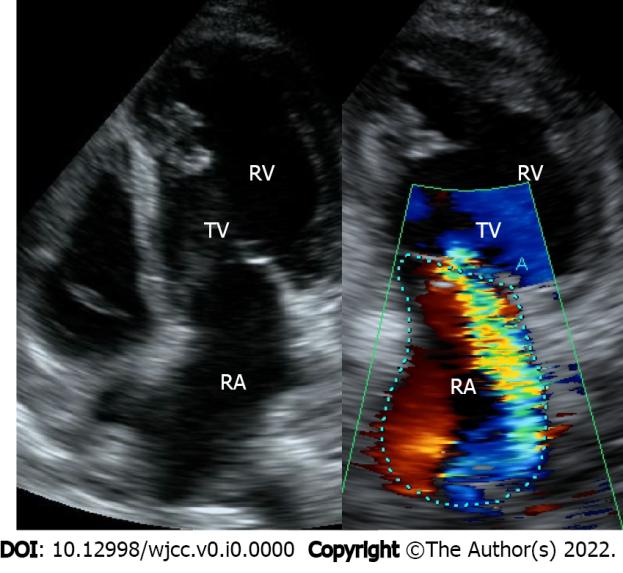 RV
TV
RA
RV
TV
A
RA
DOI: 10.12998/wjcc.v0.i0.0000 Copyright ©The Author(s) 2022.